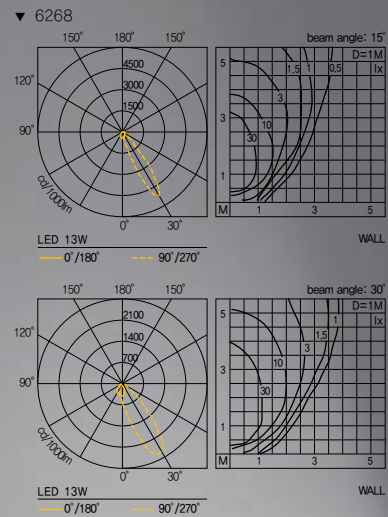 ▼ 6268
beam angle: 15°
150° 180° 150°
120°
90°
4500
3000
1500
cd/1000lm
0° 30°
D=1M
lx
5
3
1
1,5 1 0,5
3
10
30
M 1 3 5
LED 13W
0°/180° 90°/270°
WALL
beam angle: 30°
150° 180° 150°
120°
90°
2100
1400
700
cd/1000lm
0° 30°
D=1M
lx
5
3
1
1
1,5
3
10
30
M 1 3 5
LED 13W
0°/180° 90°/270°
WALL